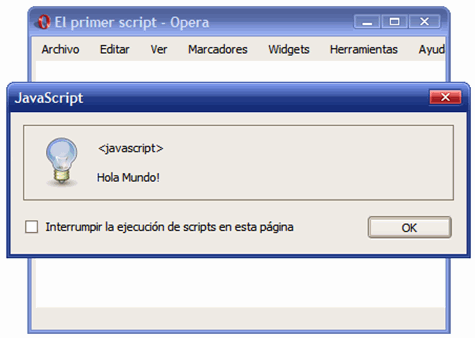 El primer script - Opera
Archivo Editar Ver Marcadores Widgets Herramientas Ayud
JavaScript
<javascript>
Hola Mundo!
Interrumpir la ejecución de scripts en esta página
OK